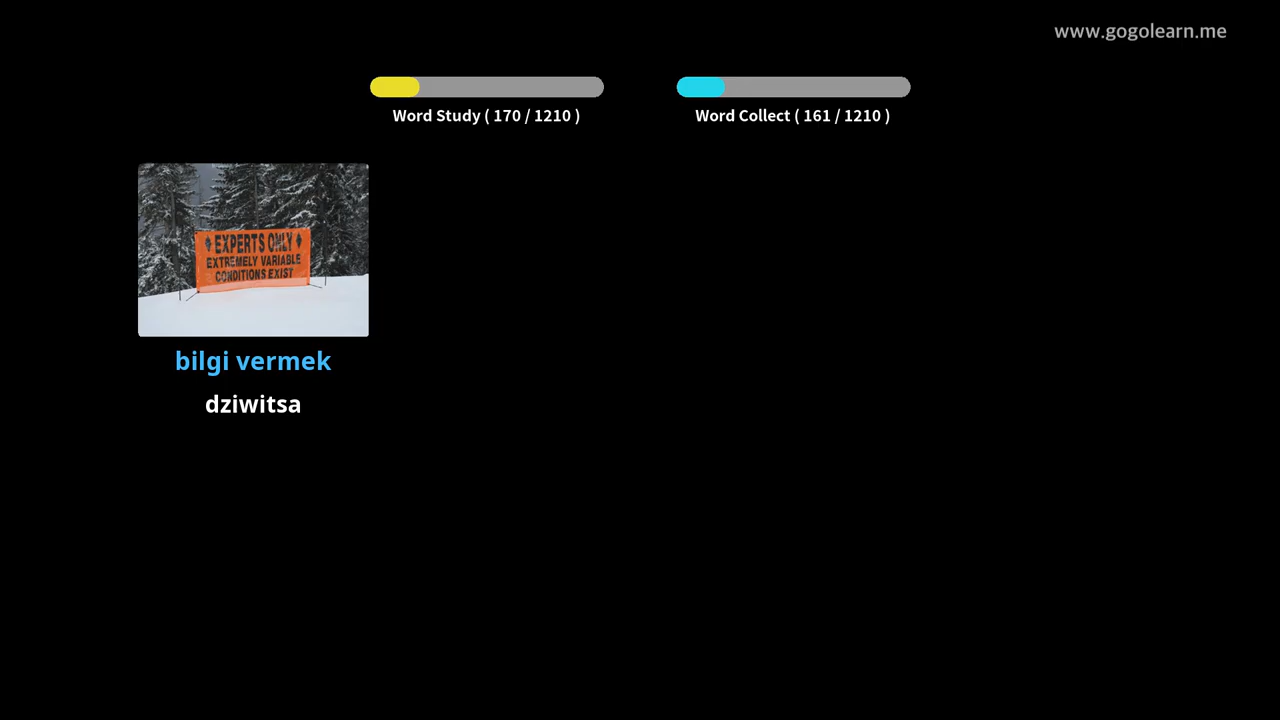 www.gogolearn.me
Word Study ( 170 / 1210 )
Word Collect ( 161 / 1210 )
EXPERTS ONLY
EXTREMELY VARIABLE
CONDITIONS EXIST
bilgi vermek
dziwitsa